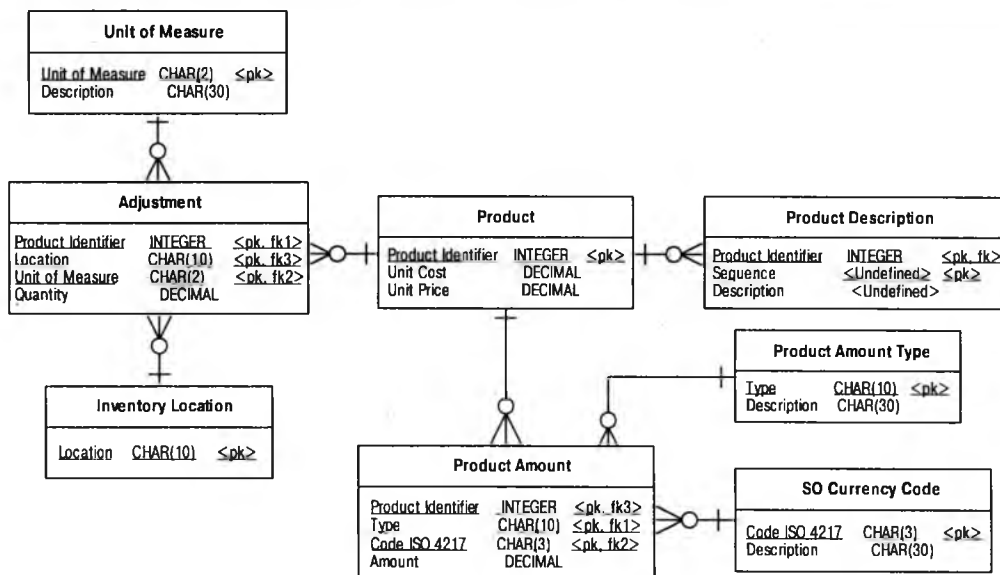 Unit of Measure
Unit of Measure CHAR(2) <pk>
Description CHAR(30)
Adjustment
Product Identifier INTEGER <pk, fk1>
Location CHAR(10) <pk, fk3>
Unit of Measure CHAR(2) <pk, fk2>
Quantity DECIMAL
Product
Product Identifier INTEGER <pk>
Unit Cost DECIMAL
Unit Price DECIMAL
Product Description
Product Identifier INTEGER <pk, fk>
Sequence <Undefined> <pk>
Description <Undefined>
Product Amount Type
Type CHAR(10) <pk>
Description CHAR(30)
Inventory Location
Location CHAR(10) <pk>
Product Amount
Product Identifier INTEGER <pk, fk3>
Type CHAR(10) <pk, fk1>
Code ISO 4217 CHAR(3) <pk, fk2>
Amount DECIMAL
SO Currency Code
Code ISO 4217 CHAR(3) <pk>
Description CHAR(30)